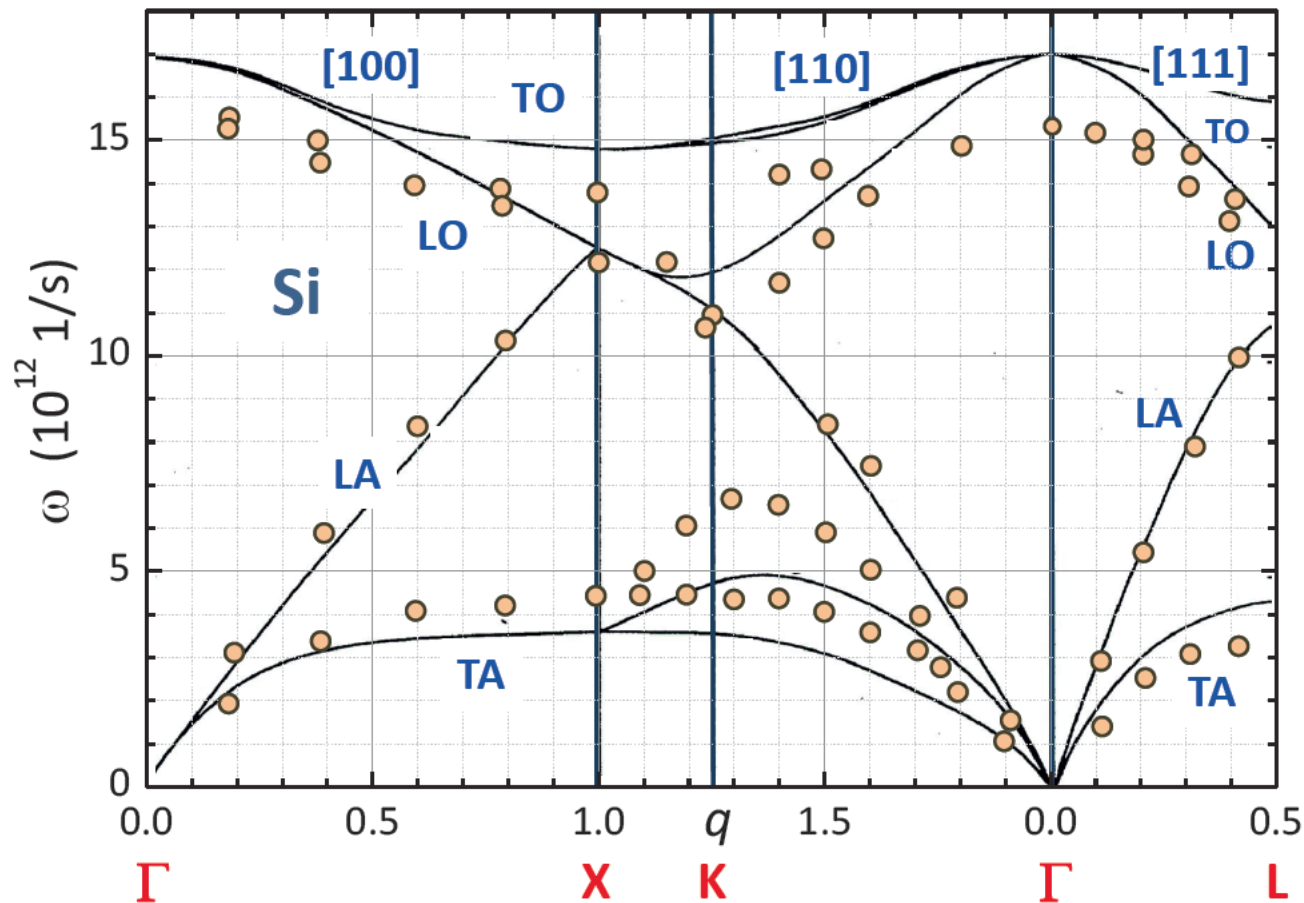 [100]
[110]
[111]
TO
TO
LO
LO
Si
LA
LA
TA
TA
ω (10¹² 1/s)
15
10
5
0
0.0 0.5 1.0 q 1.5 0.0 0.5
Γ X K Γ L